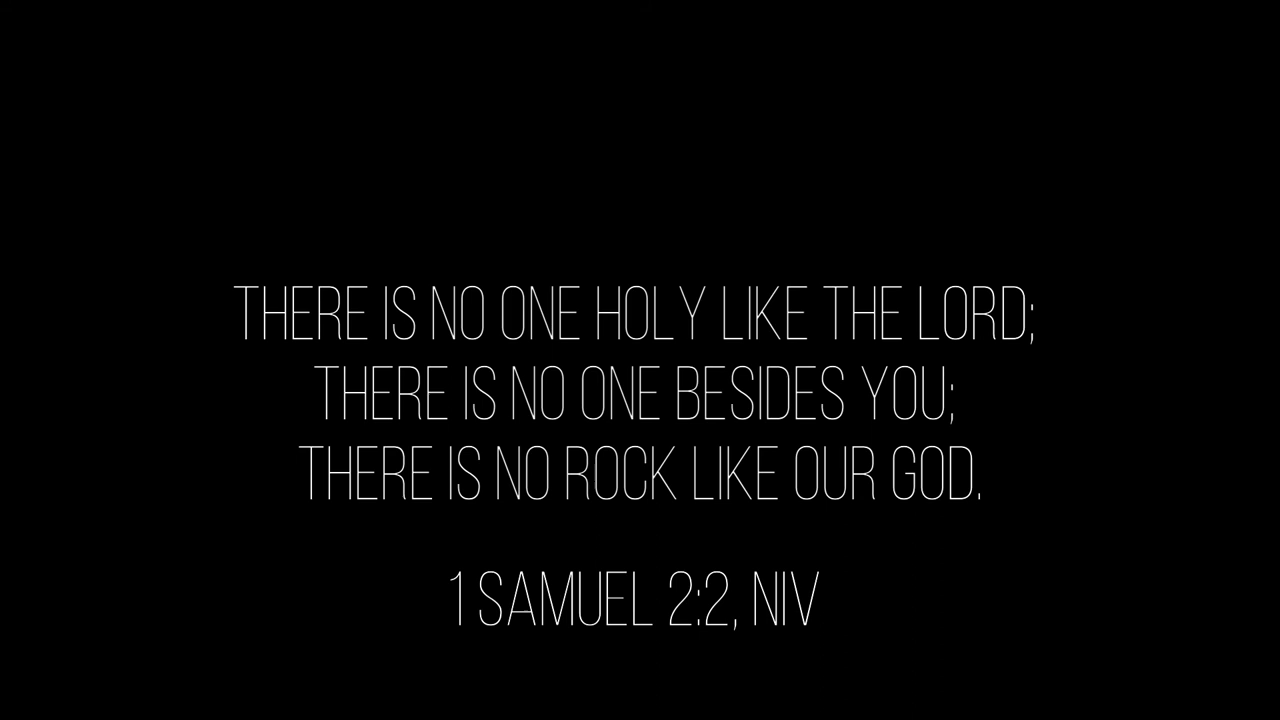 THERE IS NO ONE HOLY LIKE THE LORD;
THERE IS NO ONE BESIDES YOU;
THERE IS NO ROCK LIKE OUR GOD.
1 SAMUEL 2:2, NIV